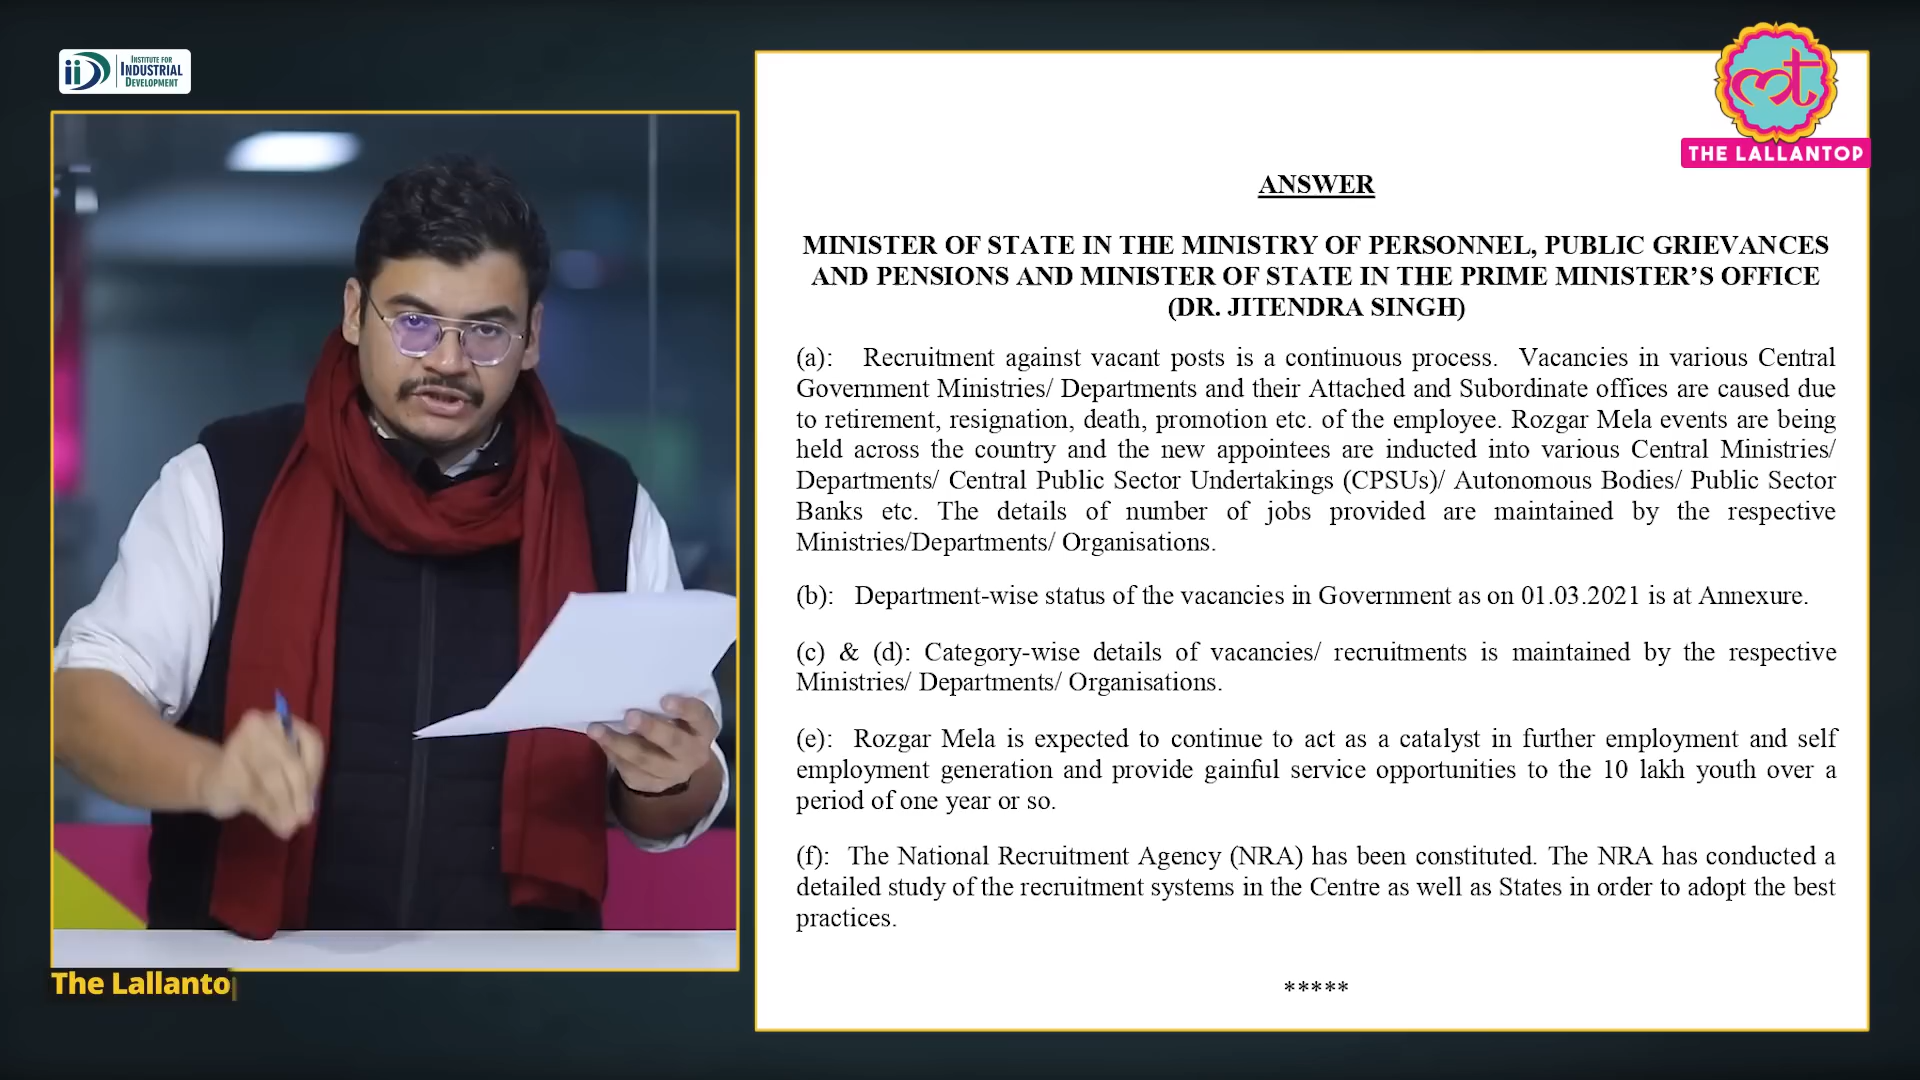 INSTITUTE FOR
INDUSTRIAL
DEVELOPMENT
THE LALLANTOP
ANSWER
MINISTER OF STATE IN THE MINISTRY OF PERSONNEL, PUBLIC GRIEVANCES
AND PENSIONS AND MINISTER OF STATE IN THE PRIME MINISTER’S OFFICE
(DR. JITENDRA SINGH)
(a): Recruitment against vacant posts is a continuous process. Vacancies in various Central
Government Ministries/ Departments and their Attached and Subordinate offices are caused due
to retirement, resignation, death, promotion etc. of the employee. Rozgar Mela events are being
held across the country and the new appointees are inducted into various Central Ministries/
Departments/ Central Public Sector Undertakings (CPSUs)/ Autonomous Bodies/ Public Sector
Banks etc. The details of number of jobs provided are maintained by the respective
Ministries/Departments/ Organisations.
(b): Department-wise status of the vacancies in Government as on 01.03.2021 is at Annexure.
(c) & (d): Category-wise details of vacancies/ recruitments is maintained by the respective
Ministries/ Departments/ Organisations.
(e): Rozgar Mela is expected to continue to act as a catalyst in further employment and self
employment generation and provide gainful service opportunities to the 10 lakh youth over a
period of one year or so.
(f): The National Recruitment Agency (NRA) has been constituted. The NRA has conducted a
detailed study of the recruitment systems in the Centre as well as States in order to adopt the best
practices.
*****
The Lallanto